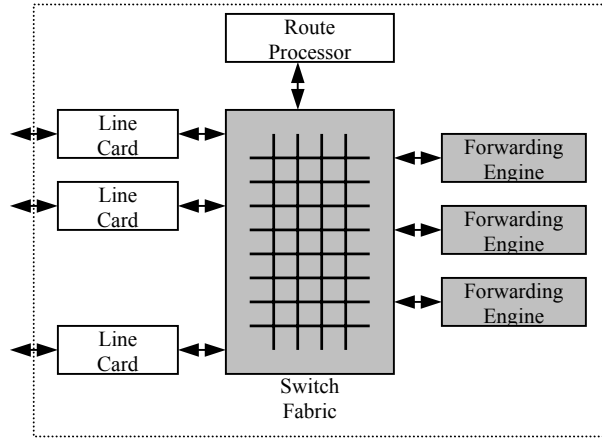 Route
Processor
Line
Card
Line
Card
Line
Card
Forwarding
Engine
Forwarding
Engine
Forwarding
Engine
Switch
Fabric